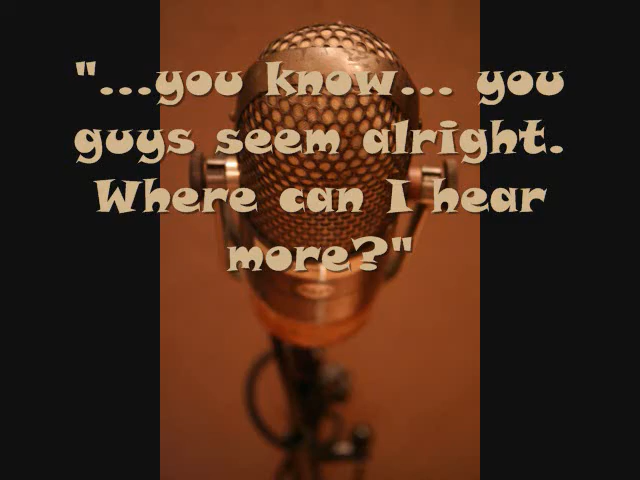 "...you know... you
guys seem alright.
Where can I hear
more?"